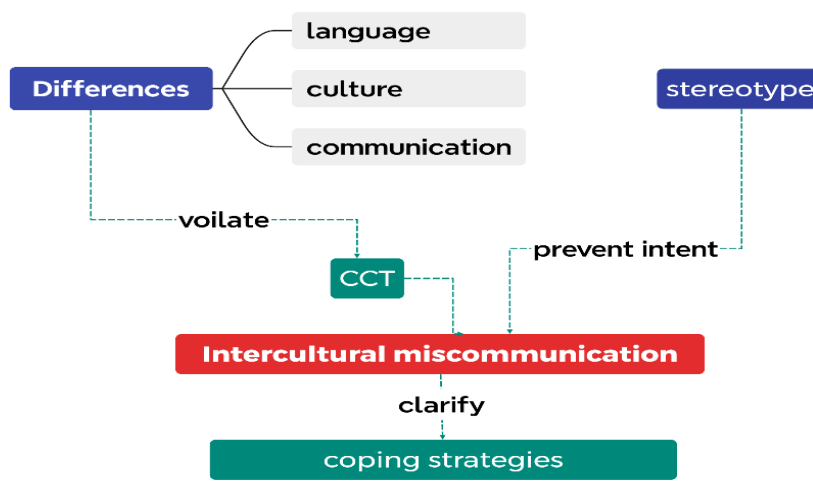 language
Differences
culture
stereotype
communication
voilate
prevent intent
CCT
Intercultural miscommunication
clarify
coping strategies